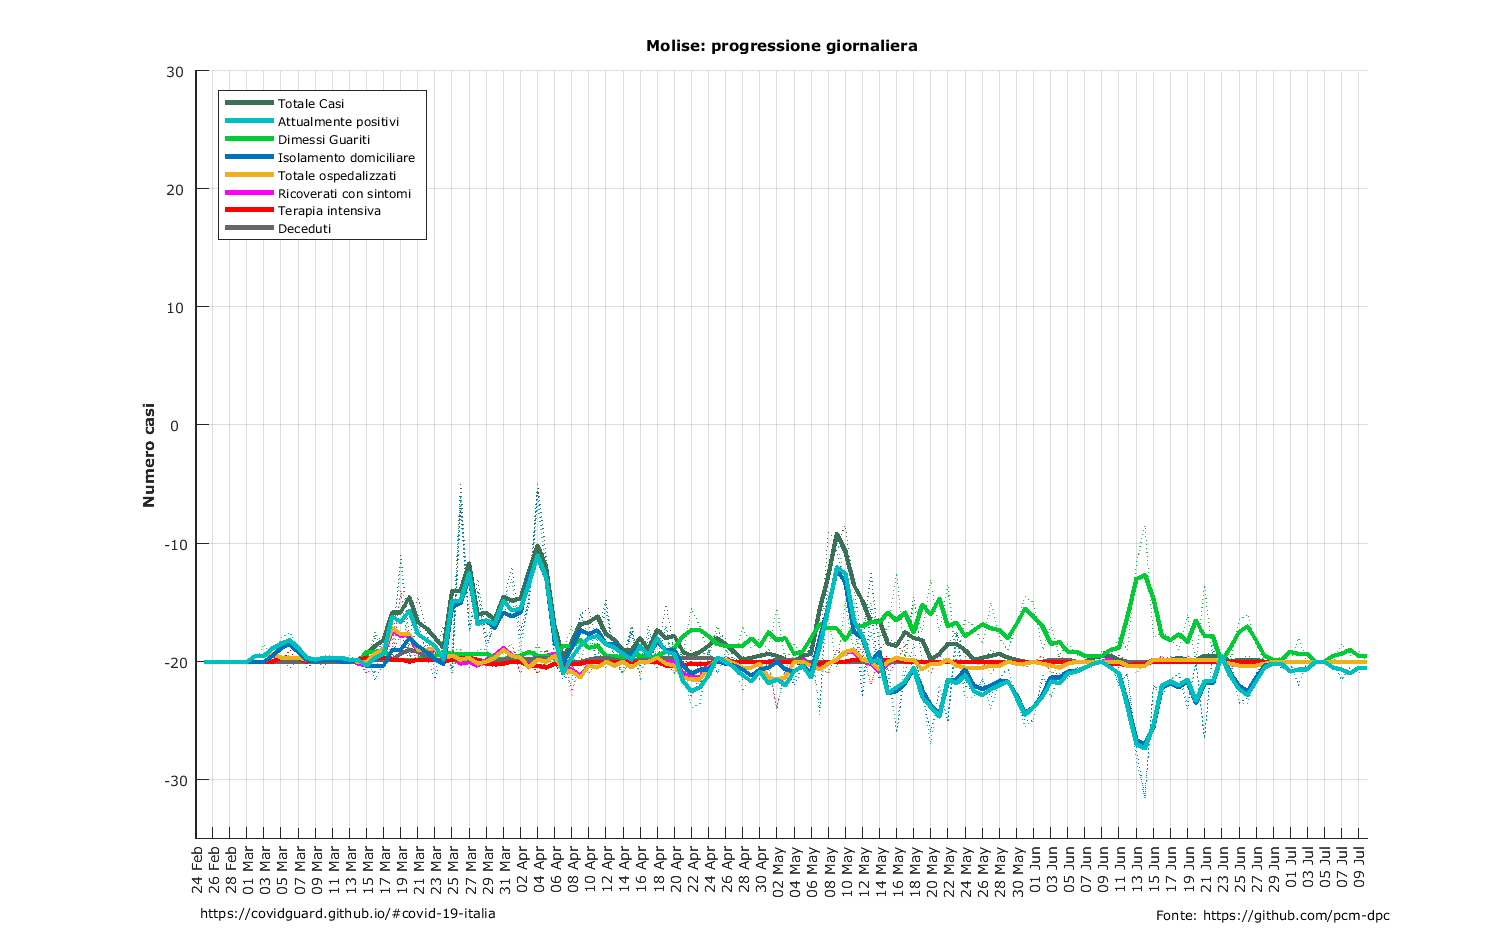 Molise: progressione giornaliera
30
20
10
0
-10
-20
-30
Numero casi
Totale Casi
Attualmente positivi
Dimessi Guariti
Isolamento domiciliare
Totale ospedalizzati
Ricoverati con sintomi
Terapia intensiva
Deceduti
24 Feb
26 Feb
28 Feb
01 Mar
03 Mar
05 Mar
07 Mar
09 Mar
11 Mar
13 Mar
15 Mar
17 Mar
19 Mar
21 Mar
23 Mar
25 Mar
27 Mar
29 Mar
31 Mar
02 Apr
04 Apr
06 Apr
08 Apr
10 Apr
12 Apr
14 Apr
16 Apr
18 Apr
20 Apr
22 Apr
24 Apr
26 Apr
28 Apr
30 Apr
02 May
04 May
06 May
08 May
10 May
12 May
14 May
16 May
18 May
20 May
22 May
24 May
26 May
28 May
30 May
01 Jun
03 Jun
05 Jun
07 Jun
09 Jun
11 Jun
13 Jun
15 Jun
17 Jun
19 Jun
21 Jun
23 Jun
25 Jun
27 Jun
29 Jun
01 Jul
03 Jul
05 Jul
07 Jul
09 Jul
https://covidguard.github.io/#covid-19-italia
Fonte: https://github.com/pcm-dpc